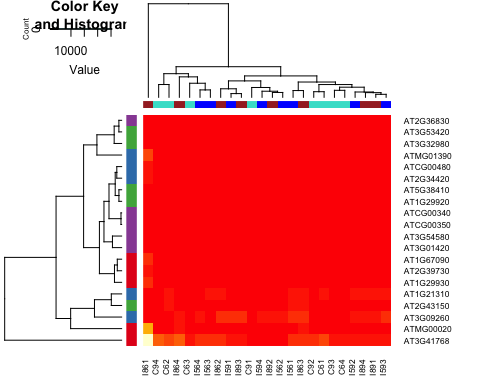 Color Key
and Histogram
Count
0
10000
Value
AT2G36830
AT3G53420
AT3G32980
ATMG01390
ATCG00480
AT2G34420
AT5G38410
AT1G29920
ATCG00340
ATCG00350
AT3G54580
AT3G01420
AT1G67090
AT2G39730
AT1G29930
AT1G21310
AT2G43150
AT3G09260
ATMG00020
AT3G41768
I861
C94
C62
I864
C63
I564
I563
I862
I591
I893
C91
I594
I892
I562
I561
I863
C92
C61
C93
C64
I592
I894
I891
I593